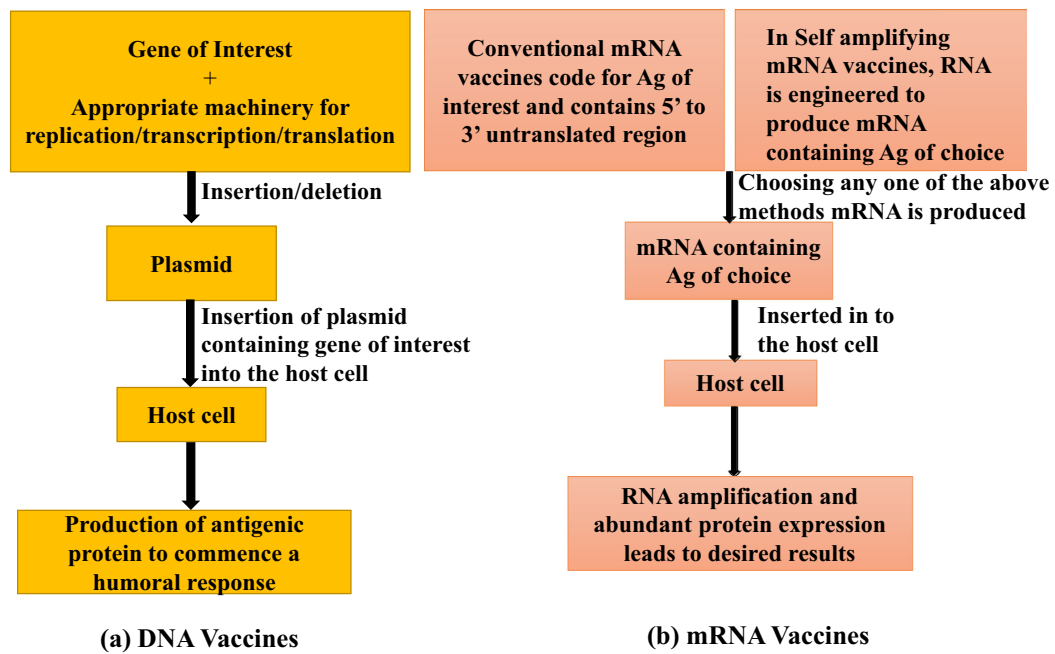 Gene of Interest
+
Appropriate machinery for
replication/transcription/translation
Insertion/deletion
Plasmid
Insertion of plasmid
containing gene of interest
into the host cell
Host cell
Production of antigenic
protein to commence a
humoral response
(a) DNA Vaccines
Conventional mRNA
vaccines code for Ag of
interest and contains 5’ to
3’ untranslated region
In Self amplifying
mRNA vaccines, RNA
is engineered to
produce mRNA
containing Ag of choice
Choosing any one of the above
methods mRNA is produced
mRNA containing
Ag of choice
Inserted in to
the host cell
Host cell
RNA amplification and
abundant protein expression
leads to desired results
(b) mRNA Vaccines